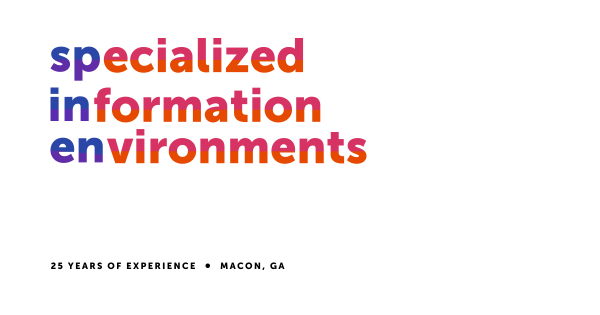 specialized
information
environments
25 YEARS OF EXPERIENCE • MACON, GA